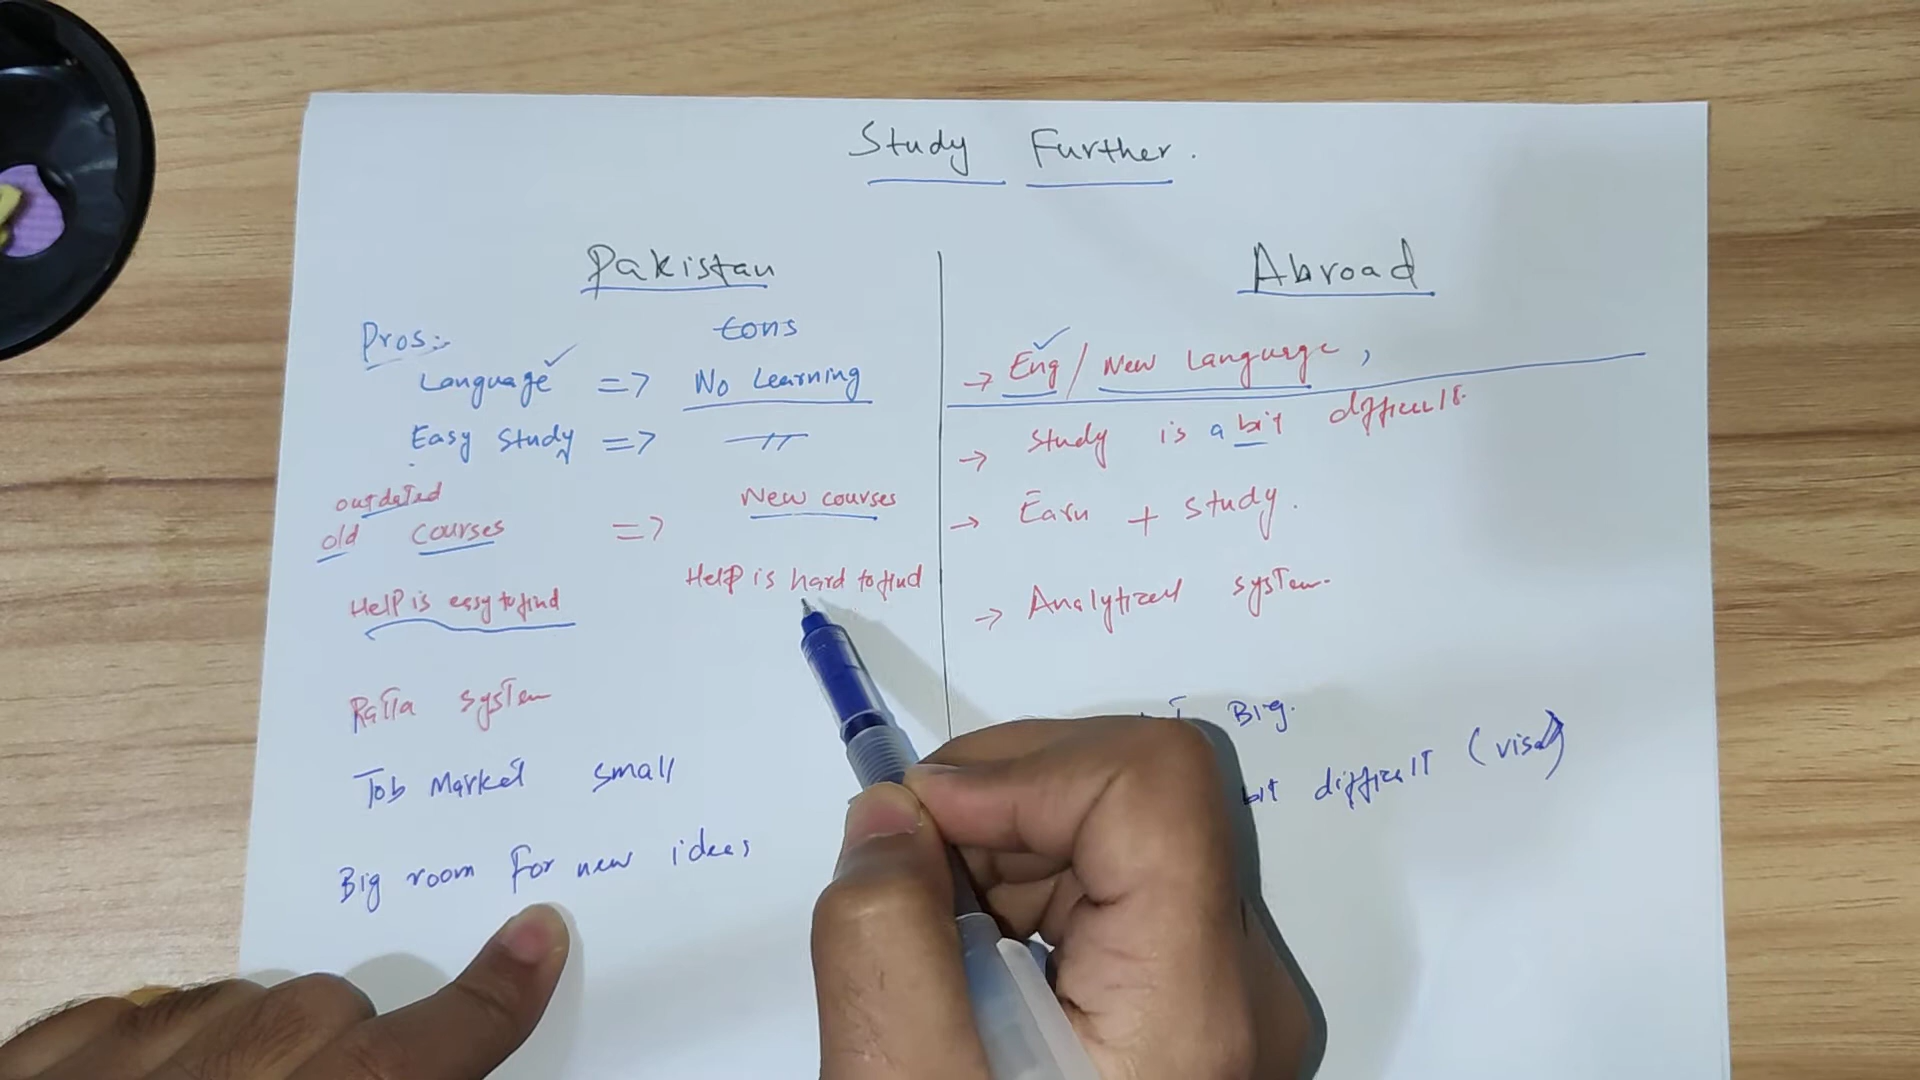 Study Further.
Pakistan
Pros:-
Cons
Language ✓ => No Learning
Easy Study =>
outdated
old courses => New courses
Help is easy to find
Help is hard to find
Ratta system
Job Market small
Big room For new ideas
Abroad
→ Eng / New Language,
→ Study is a bit difficult.
→ Earn + Study.
→ system.
Big.
bit difficult (visa)